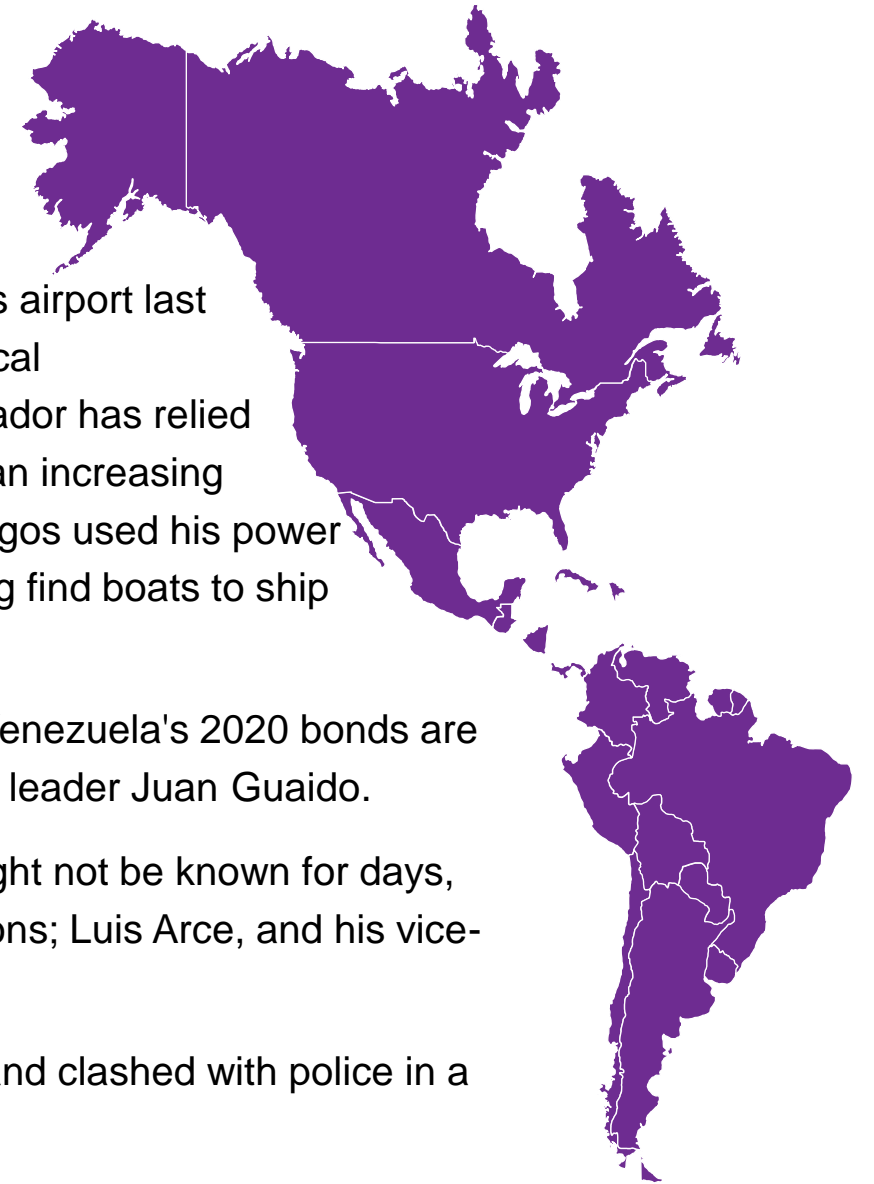 s airport last
cal
ador has relied
an increasing
gos used his power
g find boats to ship
enezuela's 2020 bonds are
leader Juan Guaido.
ght not be known for days,
ons; Luis Arce, and his vice-
and clashed with police in a